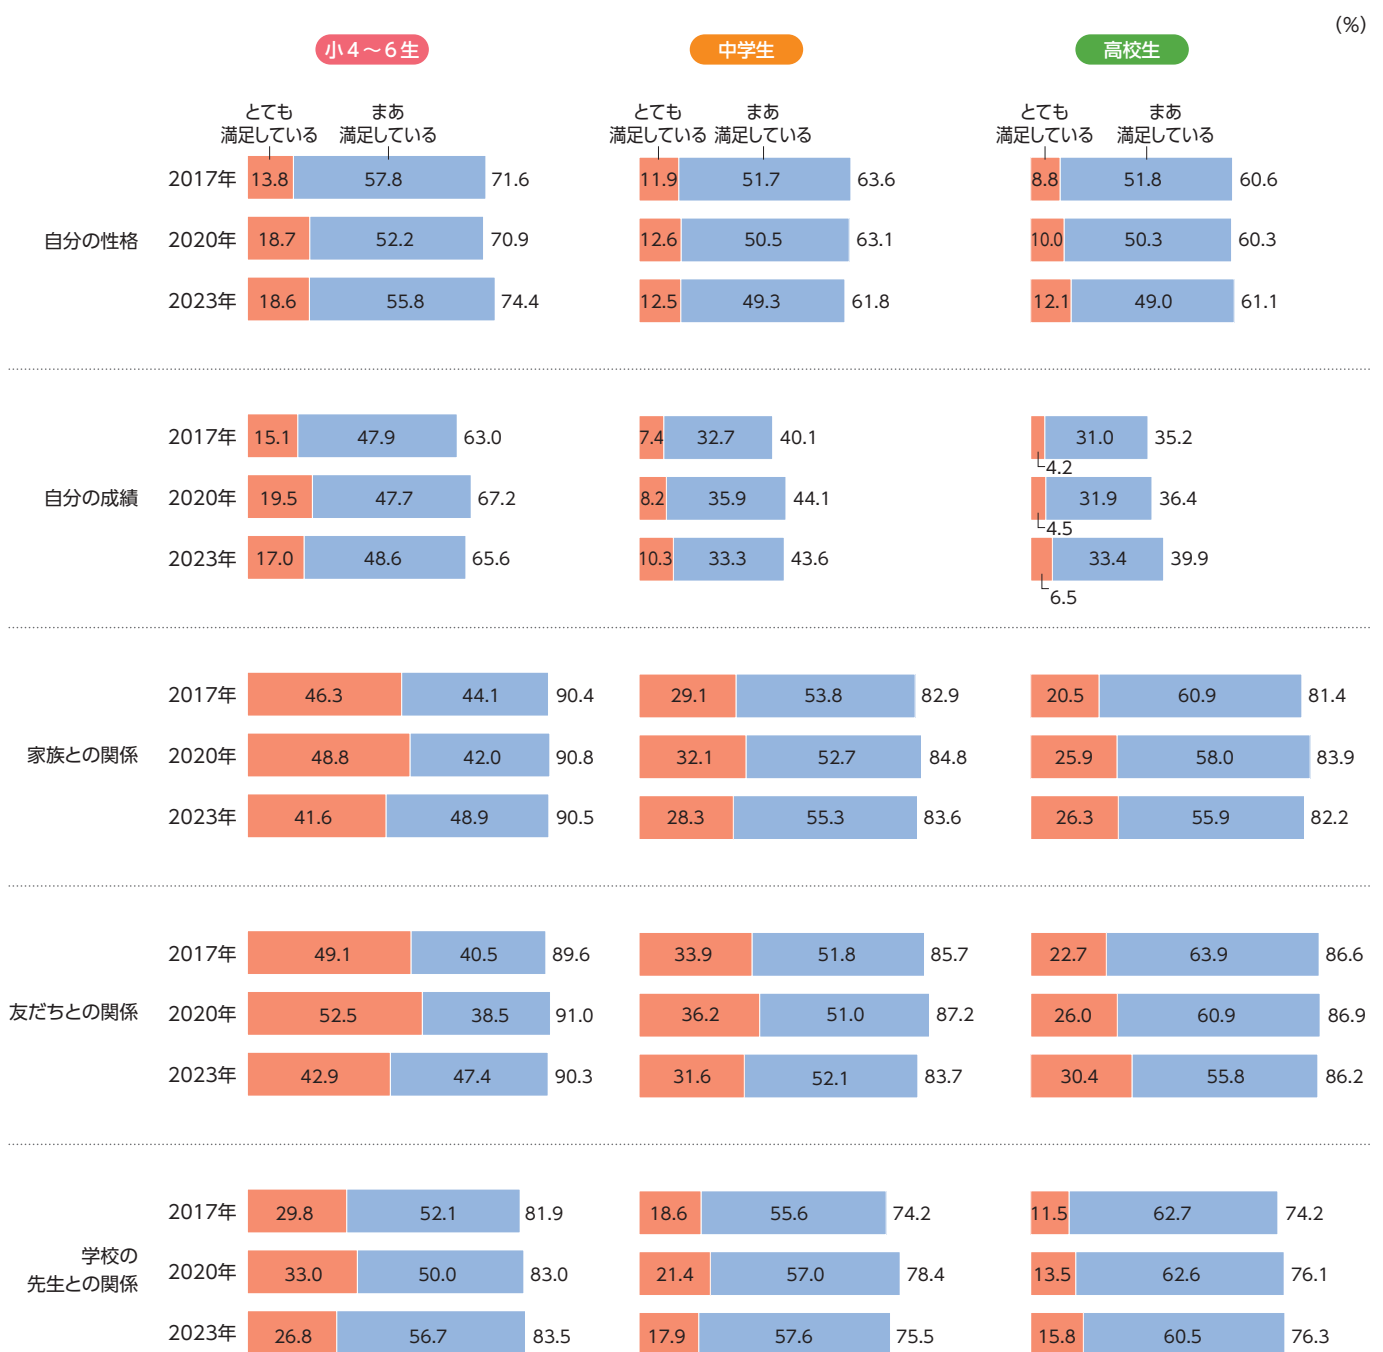 (%)
小4～6生 中学生 高校生
とても まあ とても まあ とても まあ
満足している 満足している 満足している 満足している 満足している 満足している
2017年 13.8 57.8 71.6 11.9 51.7 63.6 8.8 51.8 60.6
自分の性格 2020年 18.7 52.2 70.9 12.6 50.5 63.1 10.0 50.3 60.3
2023年 18.6 55.8 74.4 12.5 49.3 61.8 12.1 49.0 61.1
2017年 15.1 47.9 63.0 7.4 32.7 40.1 31.0 35.2
4.2
自分の成績 2020年 19.5 47.7 67.2 8.2 35.9 44.1 31.9 36.4
4.5
2023年 17.0 48.6 65.6 10.3 33.3 43.6 33.4 39.9
6.5
2017年 46.3 44.1 90.4 29.1 53.8 82.9 20.5 60.9 81.4
家族との関係 2020年 48.8 42.0 90.8 32.1 52.7 84.8 25.9 58.0 83.9
2023年 41.6 48.9 90.5 28.3 55.3 83.6 26.3 55.9 82.2
2017年 49.1 40.5 89.6 33.9 51.8 85.7 22.7 63.9 86.6
友だちとの関係 2020年 52.5 38.5 91.0 36.2 51.0 87.2 26.0 60.9 86.9
2023年 42.9 47.4 90.3 31.6 52.1 83.7 30.4 55.8 86.2
2017年 29.8 52.1 81.9 18.6 55.6 74.2 11.5 62.7 74.2
学校の
先生との関係 2020年 33.0 50.0 83.0 21.4 57.0 78.4 13.5 62.6 76.1
2023年 26.8 56.7 83.5 17.9 57.6 75.5 15.8 60.5 76.3